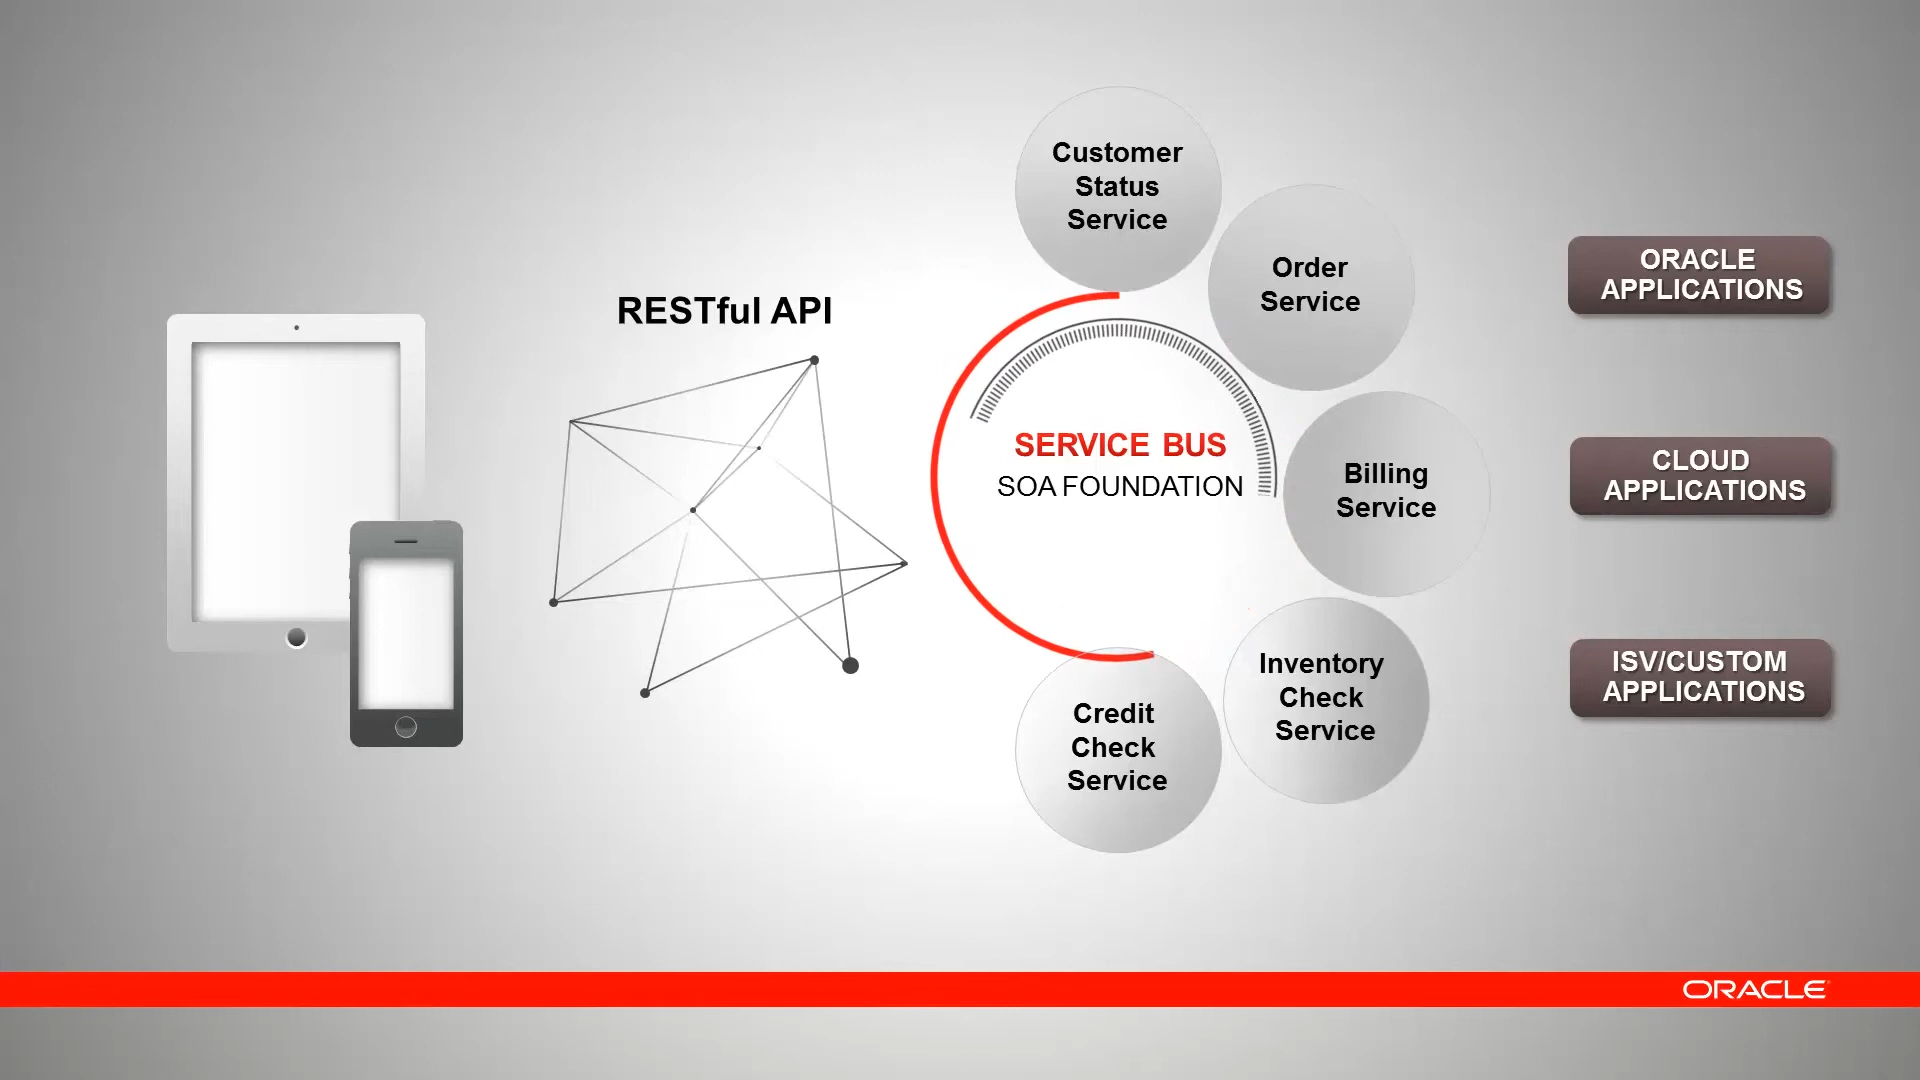 Customer
Status
Service
Order
Service
ORACLE
APPLICATIONS
RESTful API
SERVICE BUS
SOA FOUNDATION
Billing
Service
CLOUD
APPLICATIONS
Inventory
Check
Service
ISV/CUSTOM
APPLICATIONS
Credit
Check
Service
ORACLE